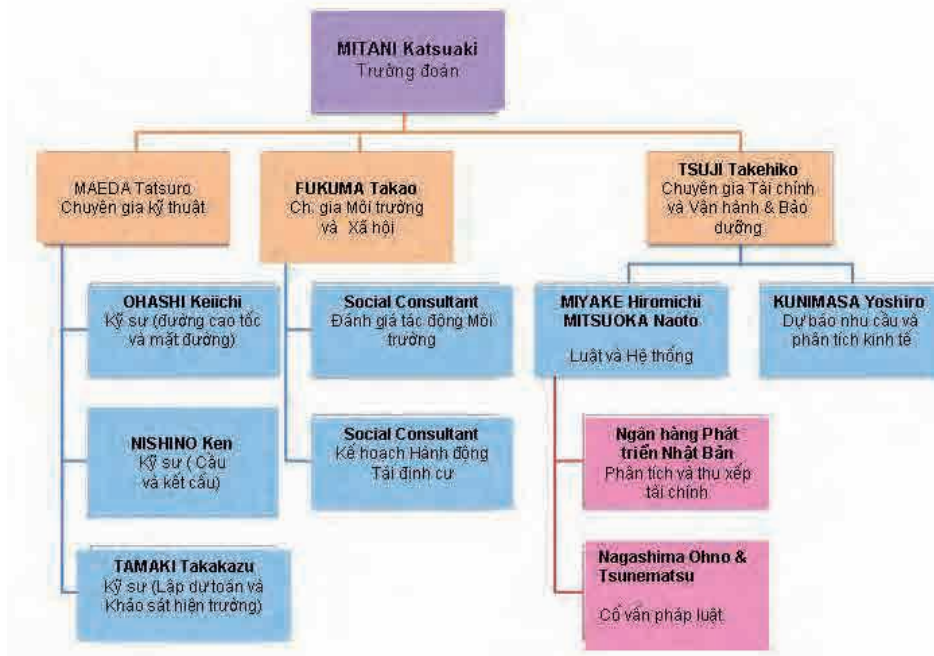 MITANI Katsuaki
Trưởng đoàn
MAEDA Tatsuro
Chuyên gia kỹ thuật
FUKUMA Takao
Ch. gia Môi trường
và Xã hội
TSUJI Takehiko
Chuyên gia Tài chính
và Vận hành & Bảo
dưỡng
OHASHI Keiichi
Kỹ sư (đường cao tốc
và mặt đường)
Social Consultant
Đánh giá tác động Môi
trường
MIYAKE Hiromichi
MITSUOKA Naoto
Luật và Hệ thống
KUNIMASA Yoshiro
Dự báo nhu cầu và
phân tích kinh tế
NISHINO Ken
Kỹ sư ( Cầu
và kết cấu)
Social Consultant
Kế hoạch Hành động
Tái định cư
Ngân hàng Phát
triển Nhật Bản
Phân tích và thu xếp
tài chính
TAMAKI Takakazu
Kỹ sư (Lập dự toán và
Khảo sát hiện trường)
Nagashima Ohno &
Tsunematsu
Cố vấn pháp luật